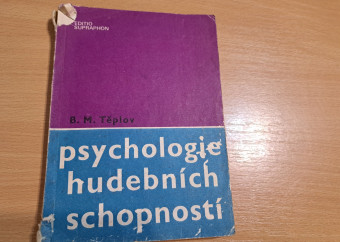 EDITIO
SUPRAPHON
B. M. Těplov
psychologie
hudebních
schopností